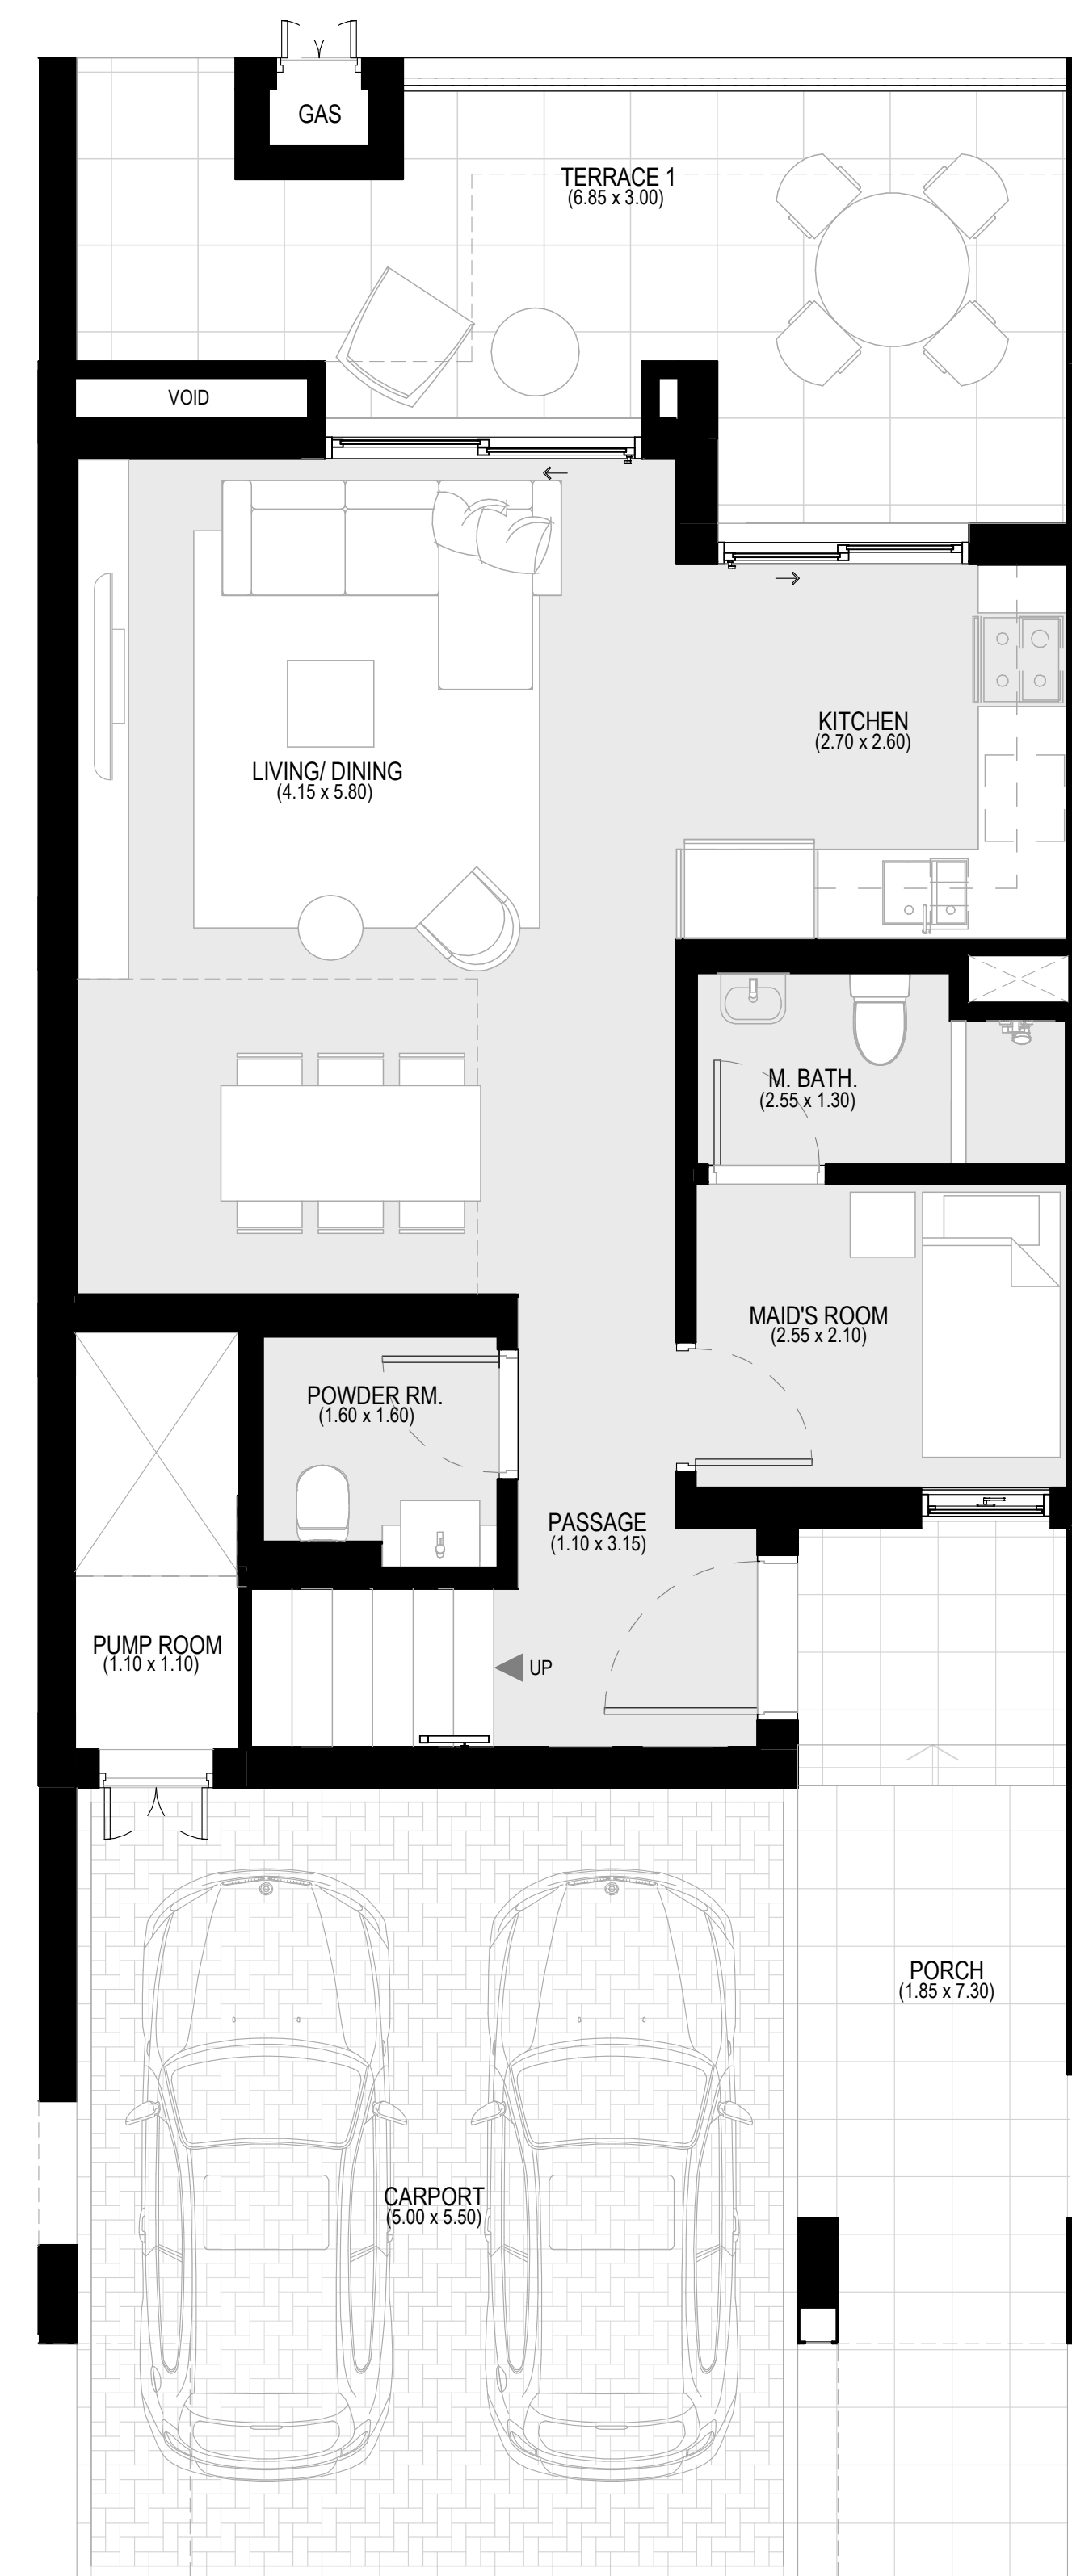 GAS
TERRACE 1
(6.85 x 3.00)
VOID
KITCHEN
(2.70 x 2.60)
LIVING/ DINING
(4.15 x 5.80)
M. BATH.
(2.55 x 1.30)
MAID'S ROOM
(2.55 x 2.10)
POWDER RM.
(1.60 x 1.60)
PASSAGE
(1.10 x 3.15)
PUMP ROOM
(1.10 x 1.10)
UP
PORCH
(1.85 x 7.30)
CARPORT
(5.00 x 5.50)